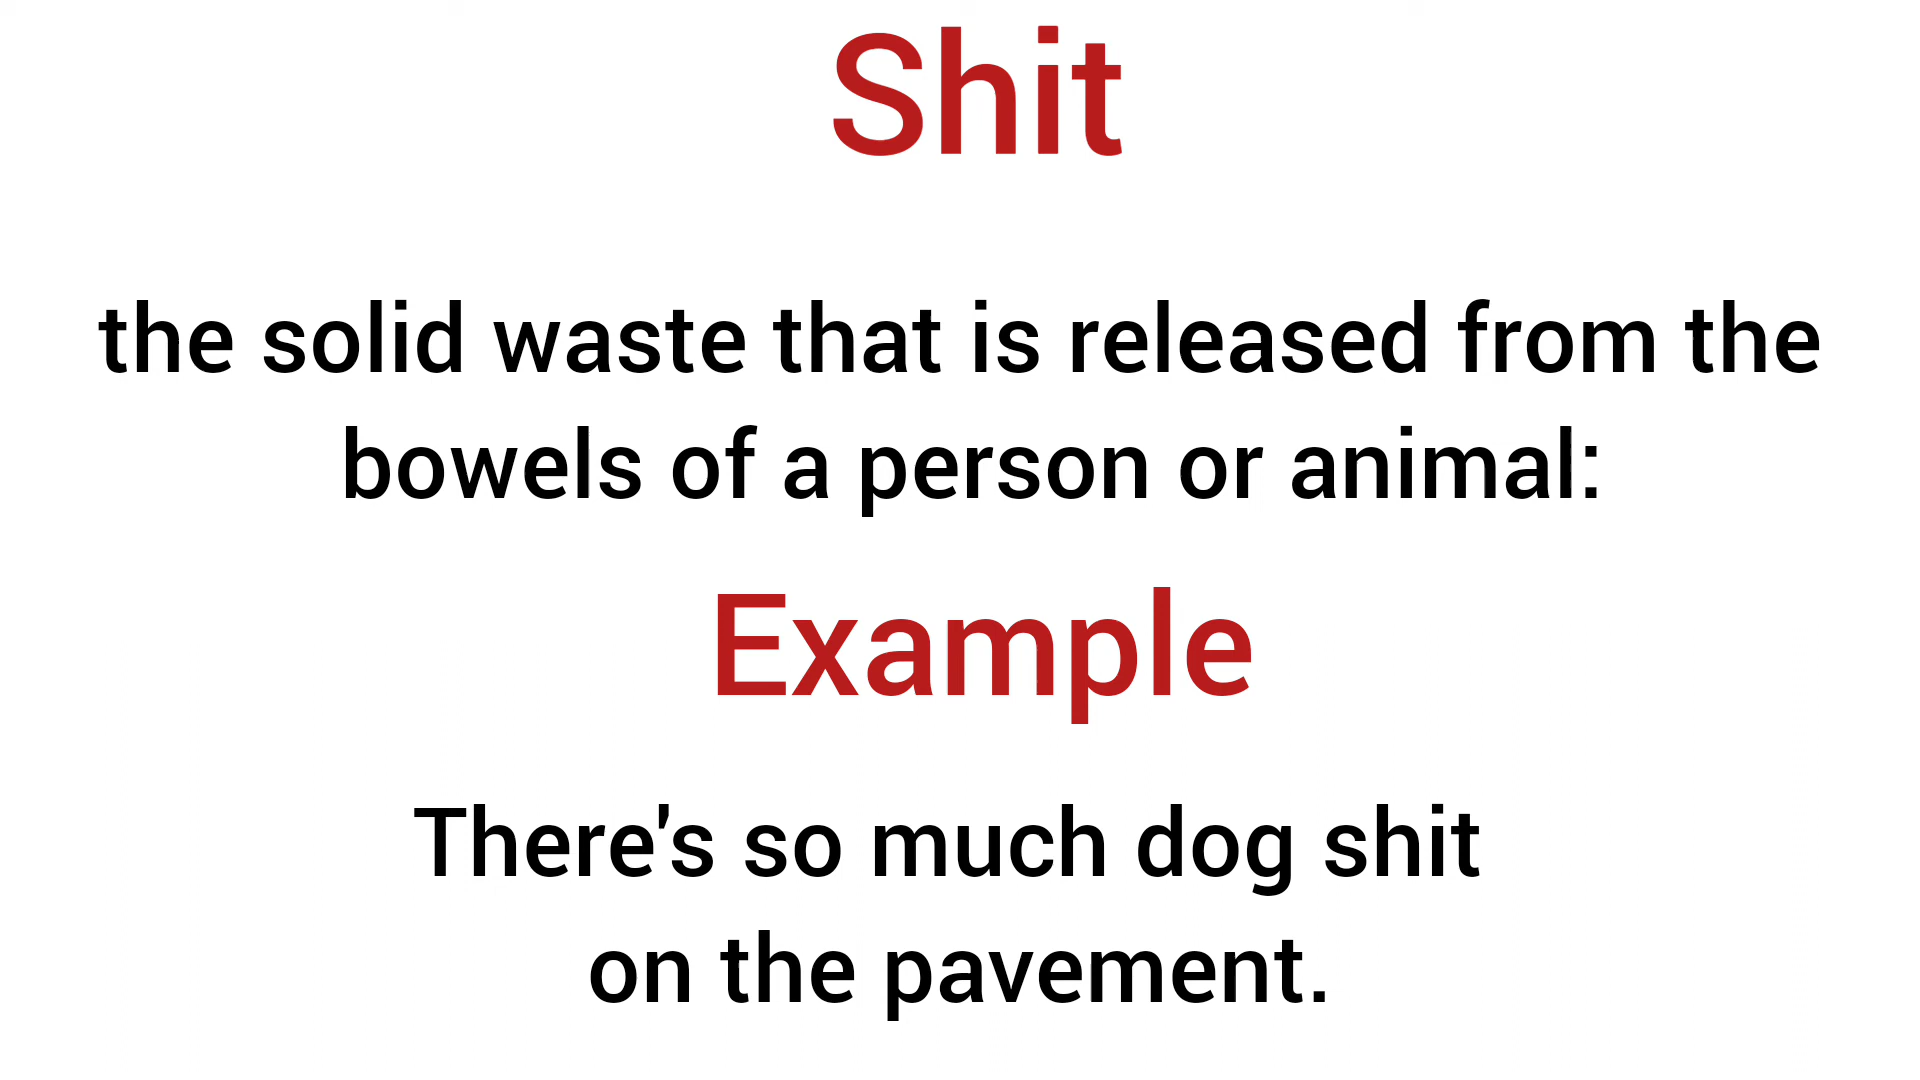 Shit
the solid waste that is released from the
bowels of a person or animal:
Example
There's so much dog shit
on the pavement.